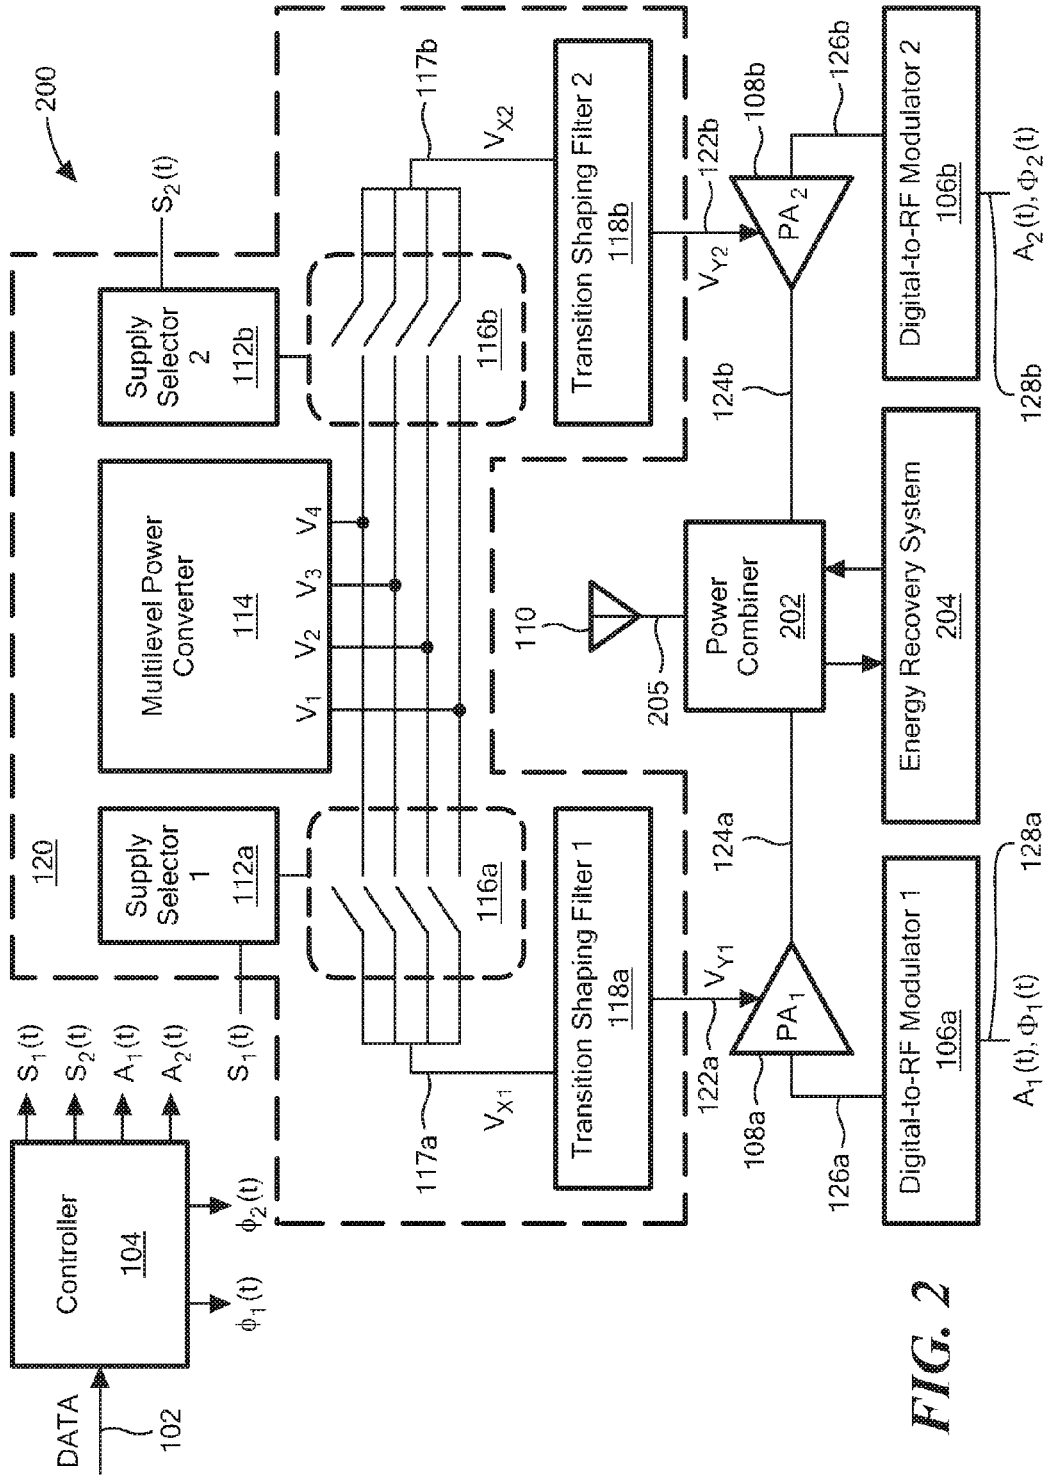 200
DATA
102
Controller
104
S₁(t)
S₂(t)
A₁(t)
A₂(t)
ϕ₁(t)
ϕ₂(t)
120
S₁(t)
Supply
Selector
1
112a
Multilevel Power
Converter
114
V₁
V₂
V₃
V₄
Supply
Selector
2
112b
S₂(t)
116a
116b
117a
117b
V_X1
V_X2
Transition Shaping Filter 1
118a
Transition Shaping Filter 2
118b
122a
V_Y1
V_Y2
122b
110
205
108a
PA₁
124a
Power
Combiner
202
124b
PA₂
108b
126a
126b
Digital-to-RF Modulator 1
106a
Energy Recovery System
204
Digital-to-RF Modulator 2
106b
A₁(t), Φ₁(t)
128a
128b
A₂(t), Φ₂(t)
FIG. 2